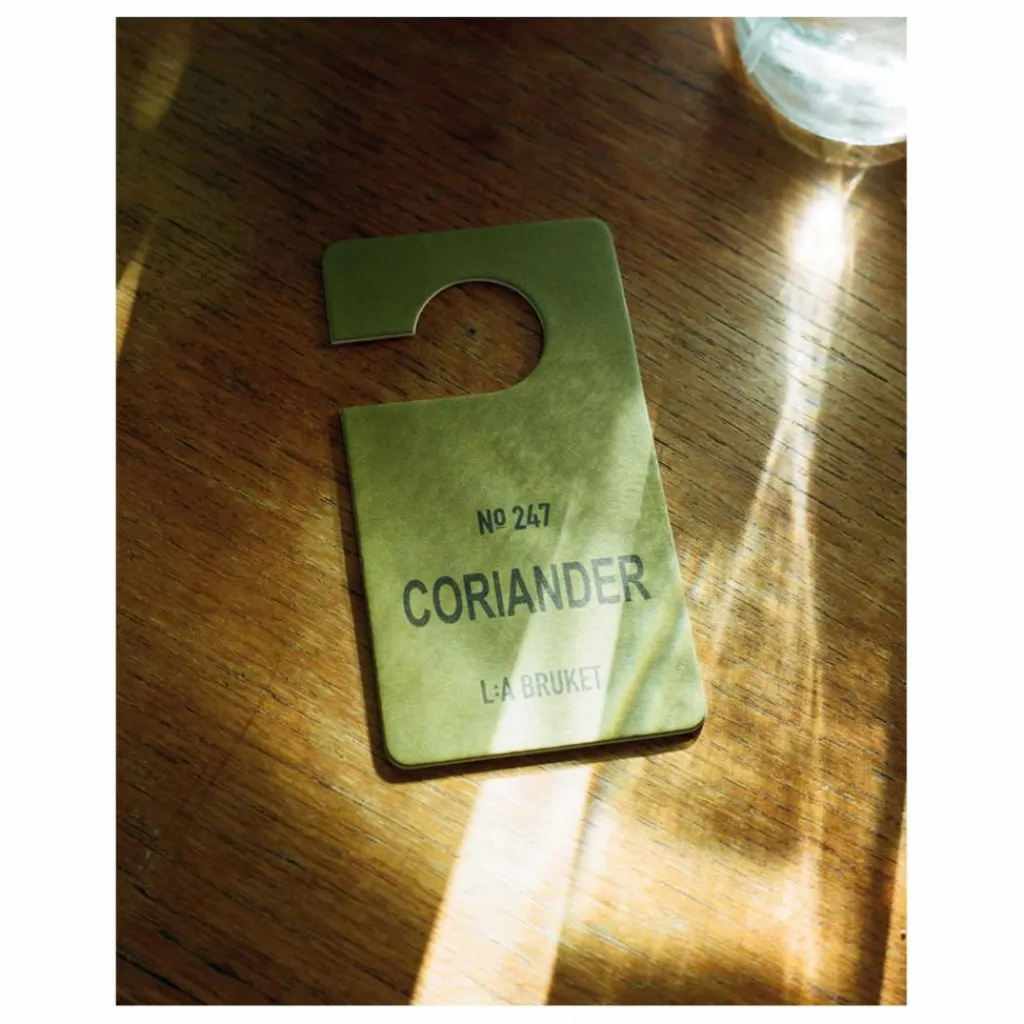 Nº 247
CORIANDER
L:A BRUKET